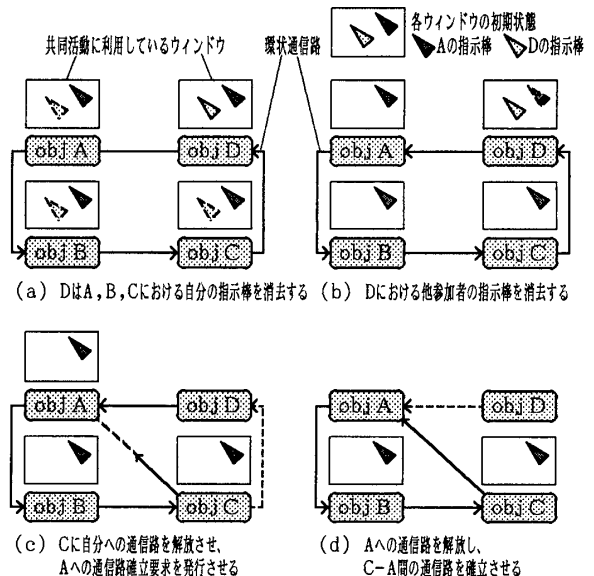 共同活動に利用しているウィンドウ
環状通信路
各ウィンドウの初期状態
Aの指示棒 Dの指示棒
obj A
obj D
obj B
obj C
(a) DはA,B,Cにおける自分の指示棒を消去する
obj A
obj D
obj B
obj C
(b) Dにおける他参加者の指示棒を消去する
obj A
obj D
obj B
obj C
(c) Cに自分への通信路を解放させ、
Aへの通信路確立要求を発行させる
obj A
obj D
obj B
obj C
(d) Aへの通信路を解放し、
C-A間の通信路を確立させる